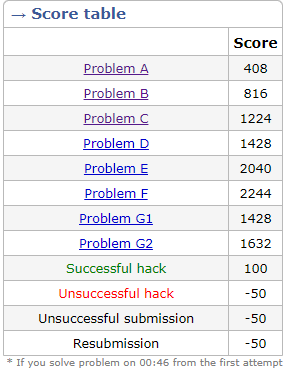 → Score table
Score
Problem A 408
Problem B 816
Problem C 1224
Problem D 1428
Problem E 2040
Problem F 2244
Problem G1 1428
Problem G2 1632
Successful hack 100
Unsuccessful hack -50
Unsuccessful submission -50
Resubmission -50
* If you solve problem on 00:46 from the first attempt